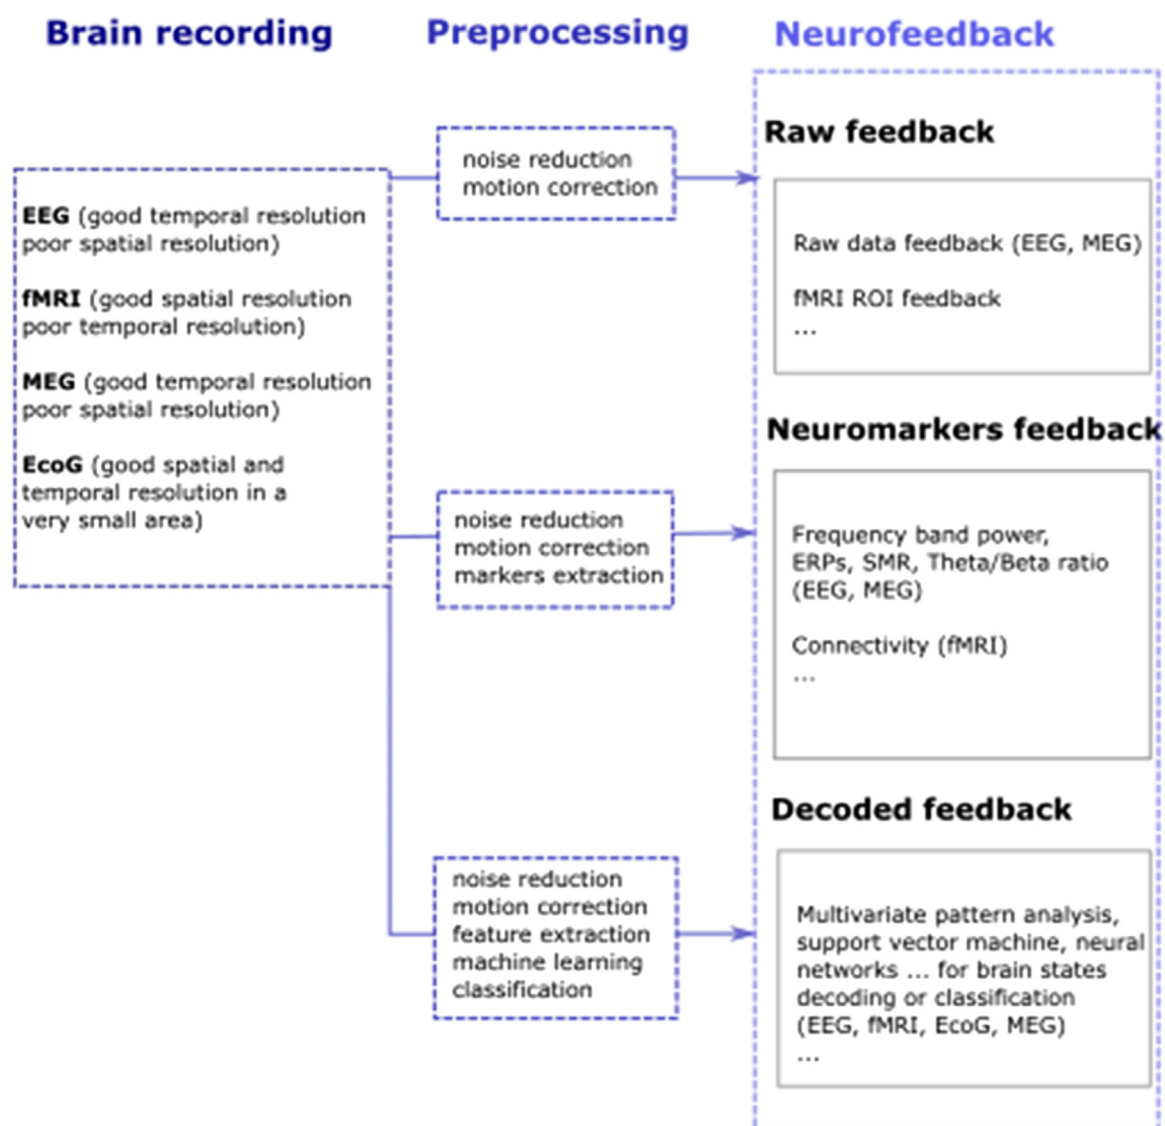 Brain recording
Preprocessing
Neurofeedback
EEG (good temporal resolution
poor spatial resolution)
fMRI (good spatial resolution
poor temporal resolution)
MEG (good temporal resolution
poor spatial resolution)
EcoG (good spatial and
temporal resolution in a
very small area)
noise reduction
motion correction
noise reduction
motion correction
markers extraction
noise reduction
motion correction
feature extraction
machine learning
classification
Raw feedback
Raw data feedback (EEG, MEG)
fMRI ROI feedback
...
Neuromarkers feedback
Frequency band power,
ERPs, SMR, Theta/Beta ratio
(EEG, MEG)
Connectivity (fMRI)
...
Decoded feedback
Multivariate pattern analysis,
support vector machine, neural
networks ... for brain states
decoding or classification
(EEG, fMRI, EcoG, MEG)
...